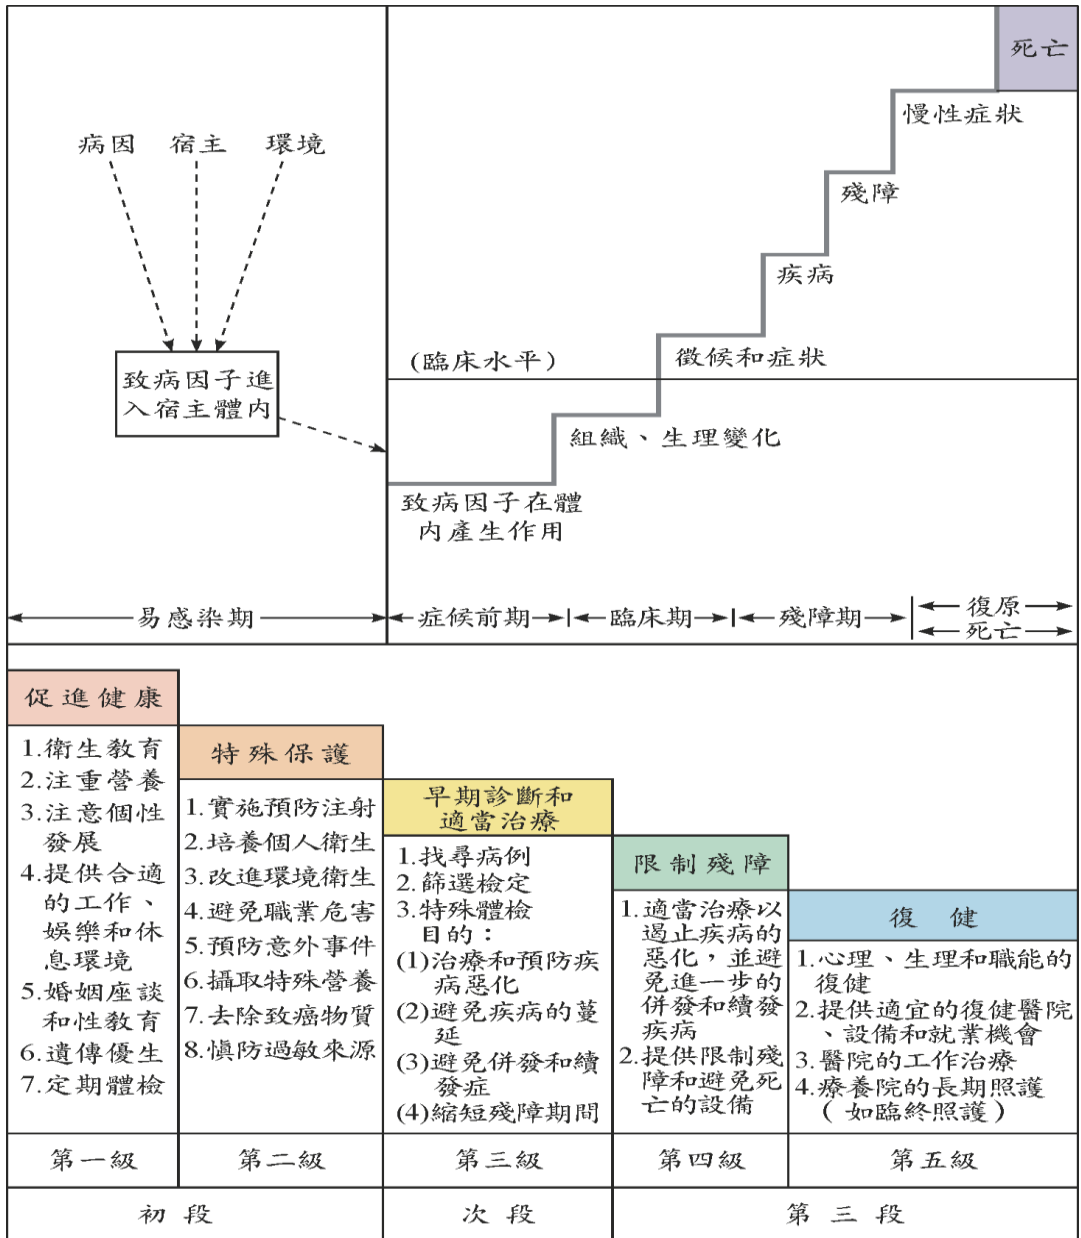 死亡
慢性症狀
病因 宿主 環境
殘障
疾病
(臨床水平)
徵候和症狀
致病因子進
入宿主體內
組織、生理變化
致病因子在體
內產生作用
易感染期
症候前期
臨床期
殘障期
復原
死亡
促進健康
1.衛生教育
2.注重營養
3.注意個性
發展
4.提供合適
的工作、
娛樂和休
息環境
5.婚姻座談
和性教育
6.遺傳優生
7.定期體檢
特殊保護
1.實施預防注射
2.培養個人衛生
3.改進環境衛生
4.避免職業危害
5.預防意外事件
6.攝取特殊營養
7.去除致癌物質
8.慎防過敏來源
早期診斷和
適當治療
1.找尋病例
2.篩選檢定
3.特殊體檢
目的：
(1)治療和預防疾
病惡化
(2)避免疾病的蔓
延
(3)避免併發和續
發症
(4)縮短殘障期間
限制殘障
1.適當治療以
遏止疾病的
惡化，並避
免進一步的
併發和續發
疾病
2.提供限制殘
障和避免死
亡的設備
復健
1.心理、生理和職能的
復健
2.提供適宜的復健醫院
、設備和就業機會
3.醫院的工作治療
4.療養院的長期照護
(如臨終照護)
第一級 第二級 第三級 第四級 第五級
初段 次段 第三段